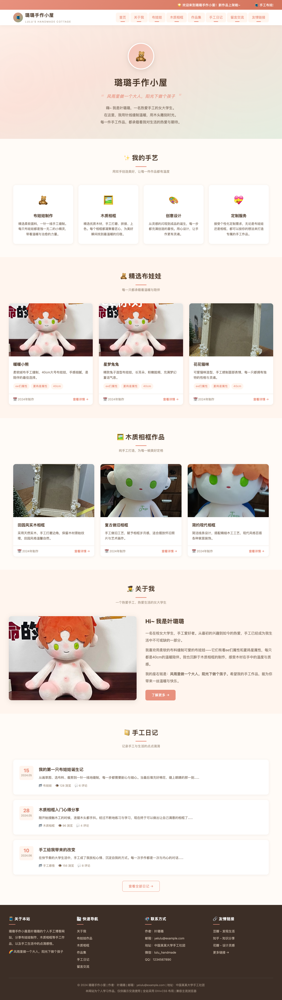 🌟 欢迎来到璐璐手作小屋！新作品上架啦~ 🧵 手工布娃!
璐璐手作小屋
LULU'S HANDMADE COTTAGE
首页 关于我 布娃娃 木质相框 作品集 手工日记 留言交流 友情链接
璐璐手作小屋
" 风雨里做一个大人，阳光下做个孩子 "
嗨~ 我是叶璐璐，一名热爱手工的女大学生。
在这里，我用针线缝制温暖，用木头雕刻时光。
每一件手工作品，都承载着我对生活的热爱与期待。
✨ 我的手艺
用双手创造美好，让每一件作品都有温度
布娃娃制作
精选柔软面料，一针一线手工缝制。
每只布娃娃都是独一无二的小精灵，
带着温暖与治愈的力量。
木质相框
精选优质木材，手工打磨、拼接、上
色。每个相框都凝聚着匠心，为美好
瞬间找到最温暖的归宿。
创意设计
从灵感的闪现到成品的诞生，每一步
都充满创造的喜悦。用心设计，让手
作更有灵魂。
定制服务
接受个性化定制需求，无论是布娃娃
还是相框，都可以按你的想法来打造
专属的手工作品。
🧸 精选布娃娃
每一只都承载着温暖与陪伴
暖暖小熊
柔软绒布手工缝制，40cm大号布娃娃，手感细腻，是
陪伴的最佳选择。
ee们属性 夏鸣星属性 40cm
📅 2024年制作 查看详情 →
星梦兔兔
精致兔子造型布娃娃，长耳朵、粉嫩脸颊，充满梦幻
童话气息。
ee们属性 夏鸣星属性 40cm
📅 2024年制作 查看详情 →
花花猫咪
可爱猫咪造型，手工绣制面部表情，每一只都拥有独
特的性格与灵魂。
ee们属性 夏鸣星属性 40cm
📅 2024年制作 查看详情 →
🖼️ 木质相框作品
纯手工打造，为每一帧美好定格
田园风实木相框
采用天然实木，手工打磨边角，保留木材原始纹
理，田园风格温馨自然。
📅 2024年制作 查看详情 →
复古做旧相框
手工做旧工艺，赋予相框岁月感，适合摆放怀旧照
片与艺术画作。
📅 2024年制作 查看详情 →
简约现代相框
简洁线条设计，搭配精细木工工艺，现代风格百搭
各种家居装饰。
📅 2024年制作 查看详情 →
👩‍🎨 关于我
一个热爱手工、热爱生活的女大学生
命的
Hi~ 我是叶璐璐
一名在校女大学生，手工爱好者。从最初的兴趣到如今的热爱，手工已经成为我生
活中不可或缺的一部分。
我喜欢用柔软的布料缝制可爱的布娃娃——它们有着ee们属性和夏鸣星属性，每只
都是40cm的温暖陪伴。我也沉醉于木质相框的制作，感受木材在手中的温度与质
感。
我的座右铭是：风雨里做一个大人，阳光下做个孩子。希望我的手工作品，能为你
带来一丝温暖与快乐。
了解更多 →
📔 手工日记
记录手工与生活的点点滴滴
15
2024.05
我的第一只布娃娃诞生记
从画草图、选布料、裁剪到一针一线地缝制，每一步都需要耐心与细心。当最后填充好棉花、缝上眼睛的那一刻……
📂 布娃娃 👁 128 浏览 💬 6 评论
28
2024.05
木质相框入门心得分享
刚开始接触木工的时候，连锯木头都手抖。经过不断地练习与学习，现在终于可以做出让自己满意的相框了……
📂 木质相框 👁 96 浏览 💬 4 评论
10
2024.06
手工给我带来的改变
在快节奏的大学生活中，手工成了我放松心情、沉淀自我的方式。每一次手作都是一次与内心的对话……
📂 手工感悟 👁 156 浏览 💬 8 评论
查看全部日记 →
🧵 关于本站
璐璐手作小屋是叶璐璐的个人手工博客网
站，分享布娃娃制作、木质相框等手工作
品，以及手工生活中的点滴感悟。
🌈 风雨里做一个大人，阳光下做个孩子
快速导航
关于我
布娃娃作品
木质相框
作品集
手工日记
留言交流
📬 联系方式
作者：叶璐璐
邮箱：yelulu@example.com
地址：中国某某大学手工社团
微信：lulu_handmade
QQ：1234567890
🔗 友情链接
豆瓣 - 发现生活
知乎 - 知识分享
花瓣 - 设计灵感
更多链接 →
© 2024 璐璐手作小屋 | 作者：叶璐璐 | 邮箱：yelulu@example.com | 地址：中国某某大学手工社团
本网站为个人学习作品，仅供展示交流使用 | 全站采用 DIV+CSS 布局 | 兼容主流浏览器